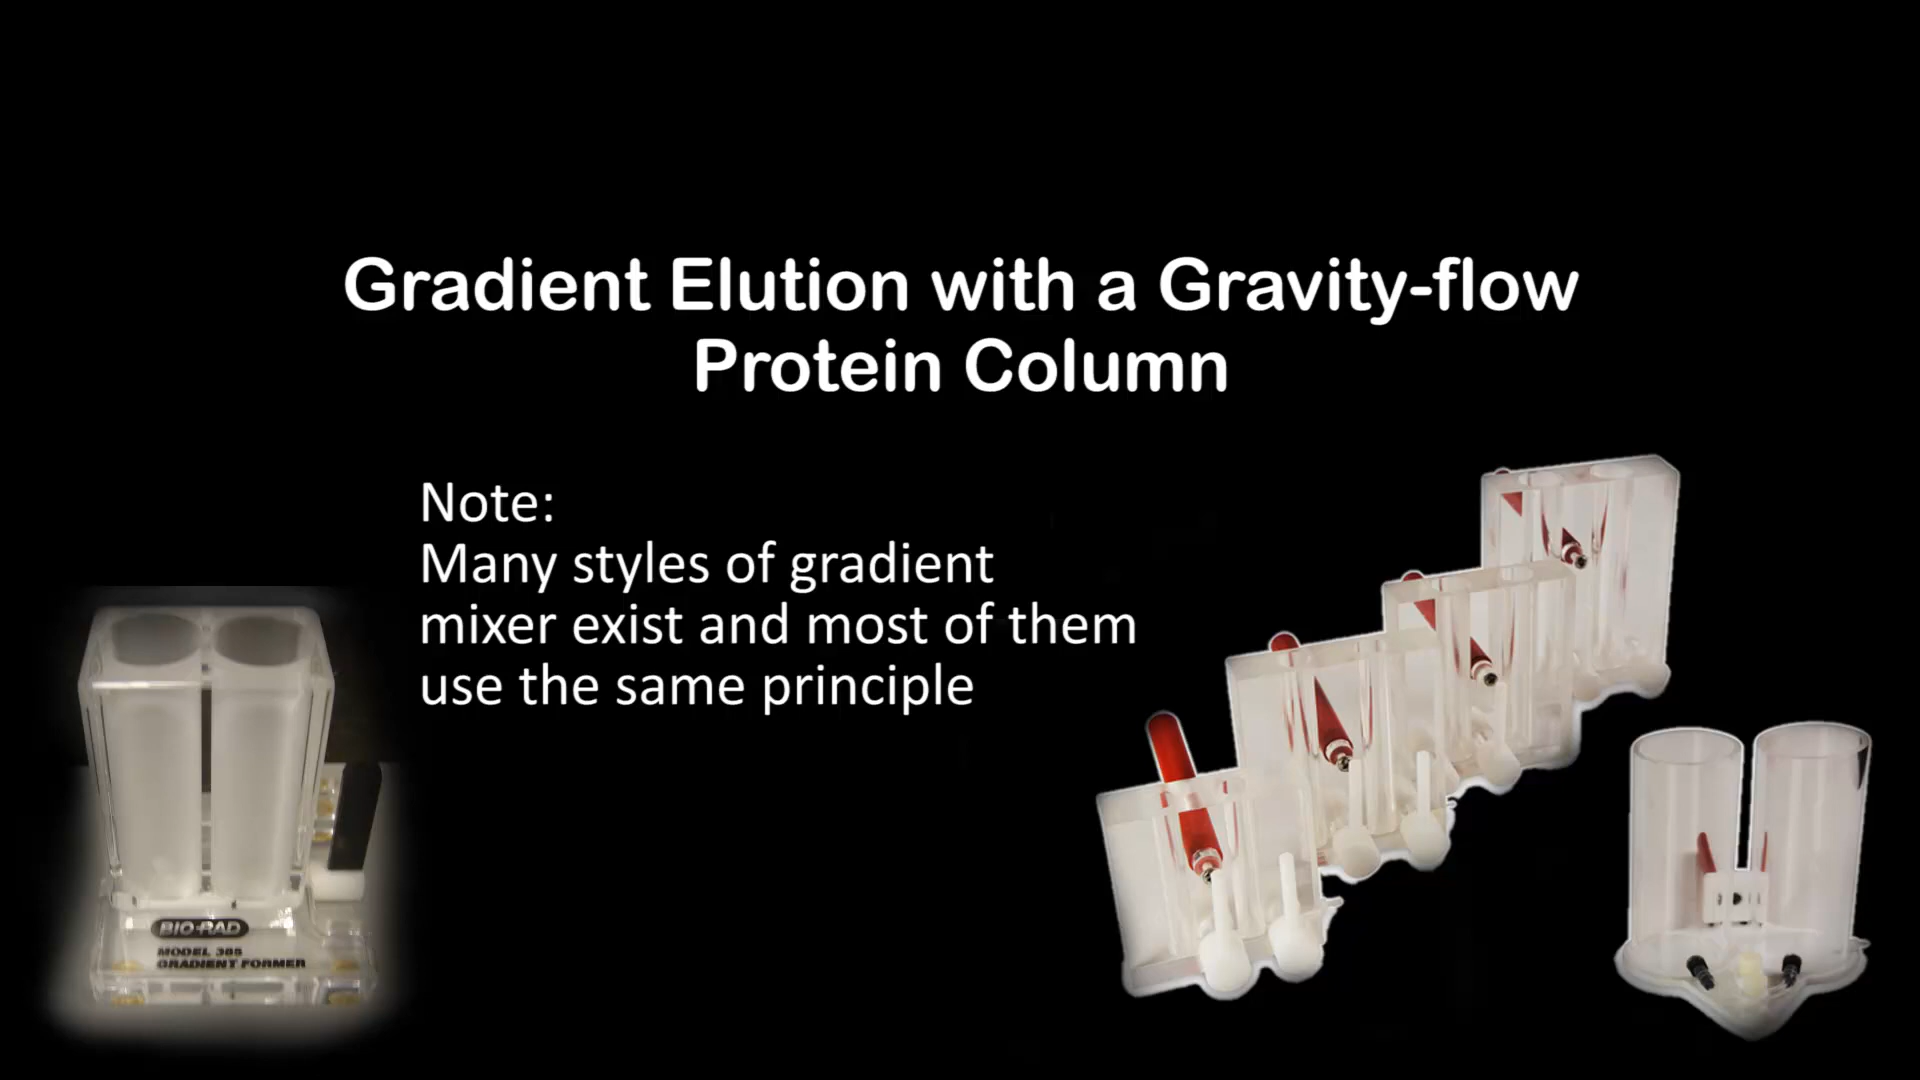 Gradient Elution with a Gravity-flow
Protein Column
Note:
Many styles of gradient
mixer exist and most of them
use the same principle
BIO-RAD
MODEL 385
GRADIENT FORMER